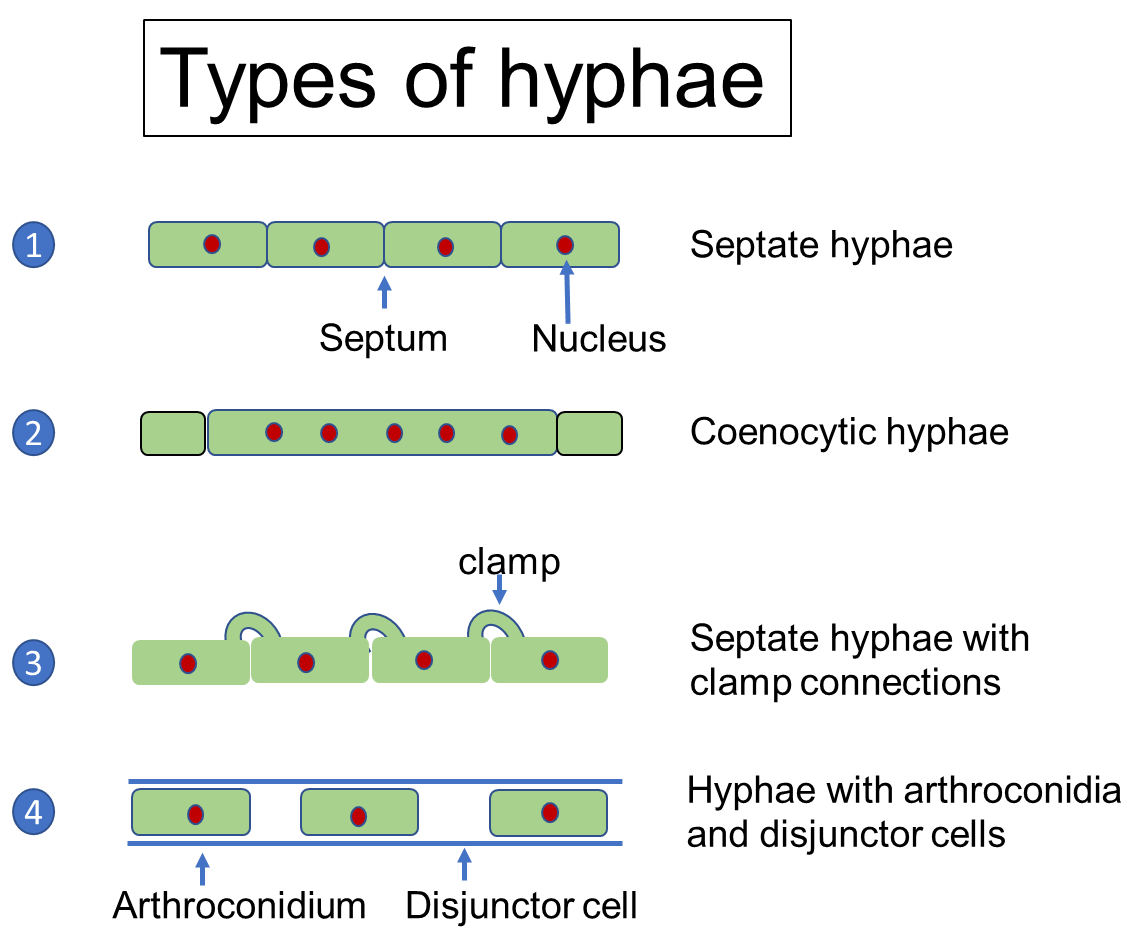 Types of hyphae
1
Septate hyphae
Septum
Nucleus
2
Coenocytic hyphae
clamp
3
Septate hyphae with
clamp connections
4
Hyphae with arthroconidia
and disjunctor cells
Arthroconidium
Disjunctor cell